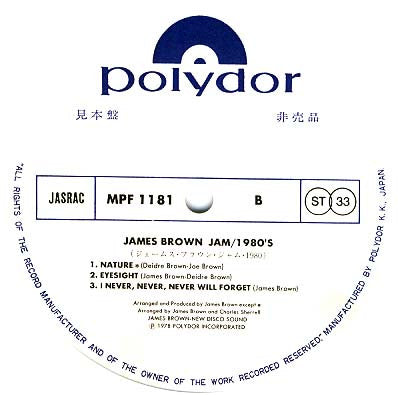 polydor
見本盤 非売品
JASRAC MPF 1181 B ST 33
JAMES BROWN JAM/1980'S
(ジェームス・ブラウン・ジャム・1980)
1. NATURE * (Deidre Brown-Joe Brown)
2. EYESIGHT (James Brown-Deidre Brown)
3. I NEVER, NEVER, NEVER WILL FORGET (James Brown)
Arranged and Produced by James Brown except *
Arranged by James Brown and Charles Sherrell
JAMES BROWN-NEW DISCO SOUND
Ⓟ 1978 POLYDOR INCORPORATED
"ALL RIGHTS OF THE RECORD MANUFACTURER AND OF THE OWNER OF THE WORK RECORDED RESERVED." MANUFACTURED BY POLYDOR K.K., JAPAN.